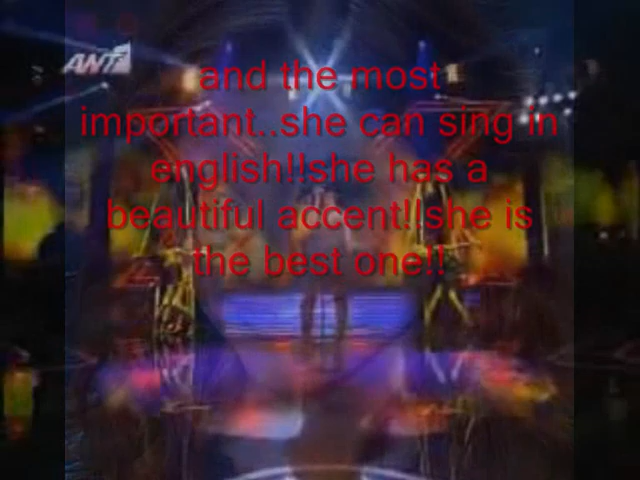 ANT1
and the most
important..she can sing in
english!!she has a
beautiful accent!!she is
the best one!!